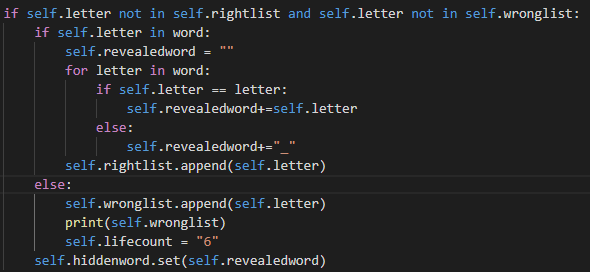 if self.letter not in self.rightlist and self.letter not in self.wronglist:
    if self.letter in word:
        self.revealedword = ""
        for letter in word:
            if self.letter == letter:
                self.revealedword+=self.letter
            else:
                self.revealedword+="_"
        self.rightlist.append(self.letter)
    else:
        self.wronglist.append(self.letter)
        print(self.wronglist)
        self.lifecount = "6"
    self.hiddenword.set(self.revealedword)